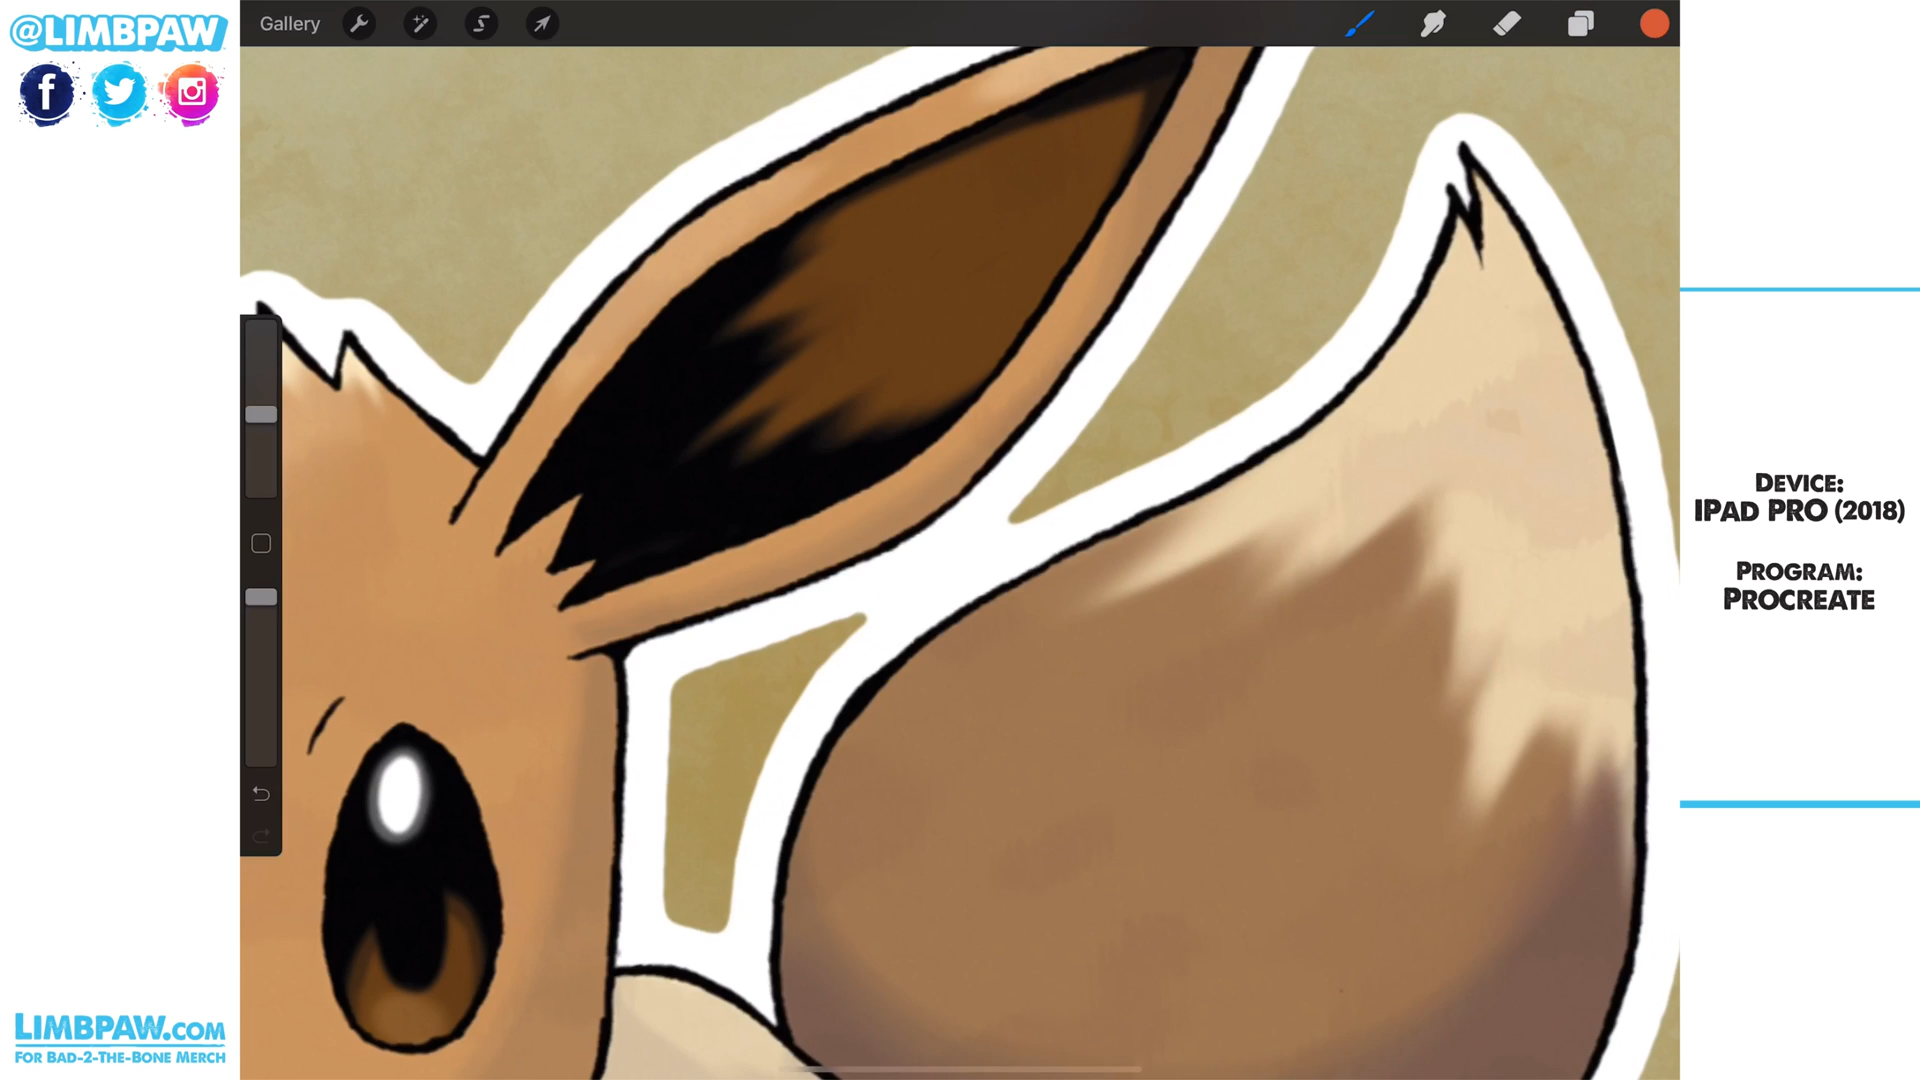 @LIMBPAW
Gallery
DEVICE:
IPAD PRO (2018)
PROGRAM:
PROCREATE
LIMBPAW.COM
FOR BAD-2-THE-BONE MERCH